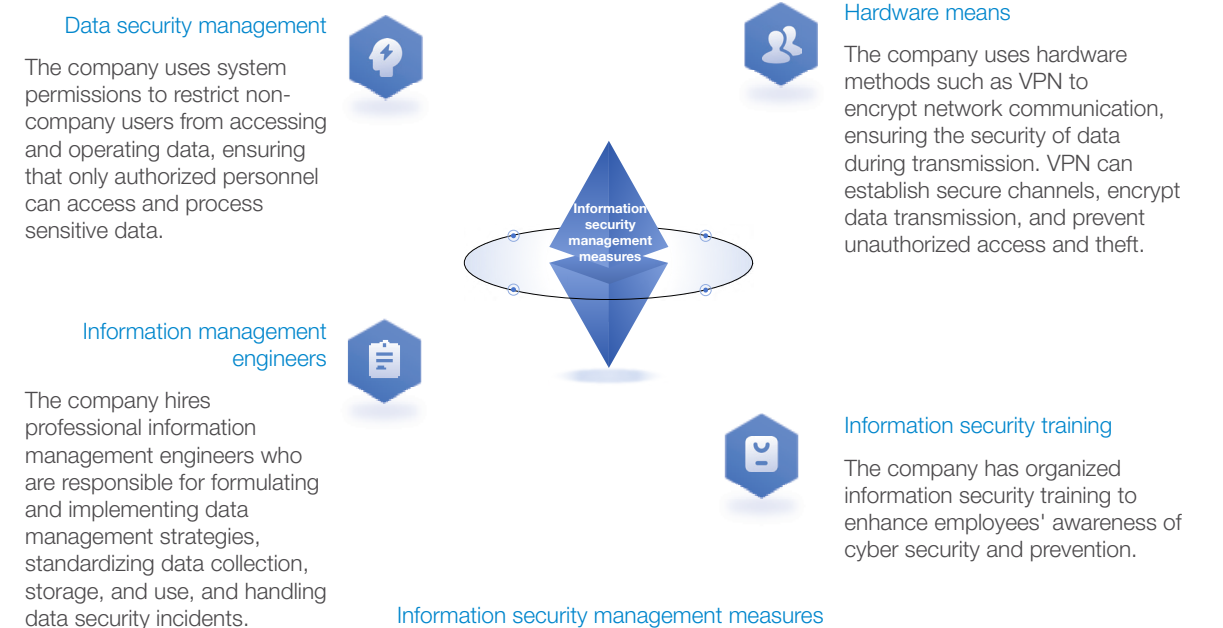 Data security management
The company uses system
permissions to restrict non-
company users from accessing
and operating data, ensuring
that only authorized personnel
can access and process
sensitive data.
Hardware means
The company uses hardware
methods such as VPN to
encrypt network communication,
ensuring the security of data
during transmission. VPN can
establish secure channels, encrypt
data transmission, and prevent
unauthorized access and theft.
Information
security
management
measures
Information management
engineers
The company hires
professional information
management engineers who
are responsible for formulating
and implementing data
management strategies,
standardizing data collection,
storage, and use, and handling
data security incidents.
Information security training
The company has organized
information security training to
enhance employees' awareness of
cyber security and prevention.
Information security management measures